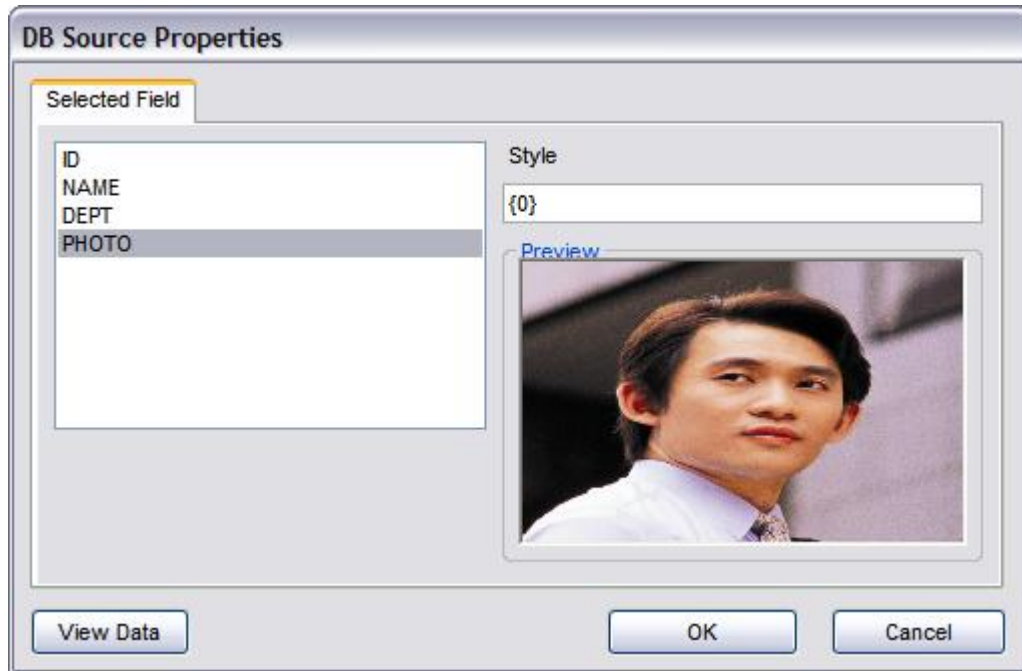 DB Source Properties
Selected Field
ID
NAME
DEPT
PHOTO
Style
{0}
Preview
View Data
OK
Cancel